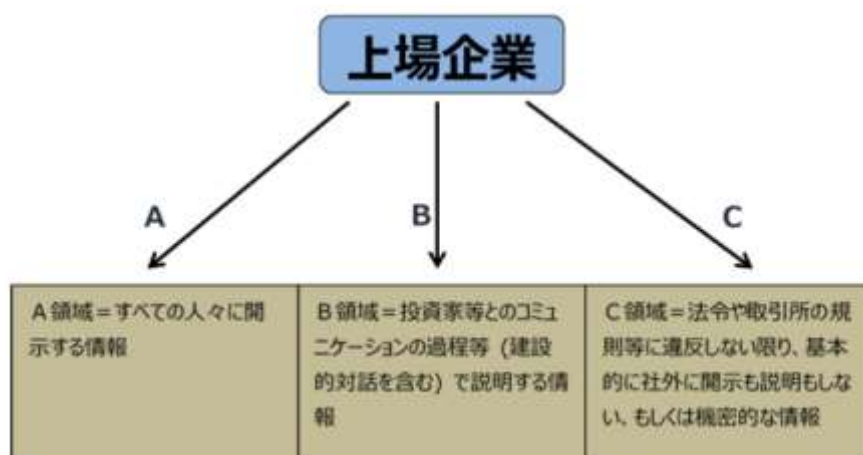 上場企業
A
B
C
A領域＝すべての人々に開
示する情報
B領域＝投資家等とのコミュ
ニケーションの過程等（建設
的対話を含む）で説明する情
報
C領域＝法令や取引所の規
則等に違反しない限り、基本
的に社外に開示も説明もしな
い、もしくは機密的な情報